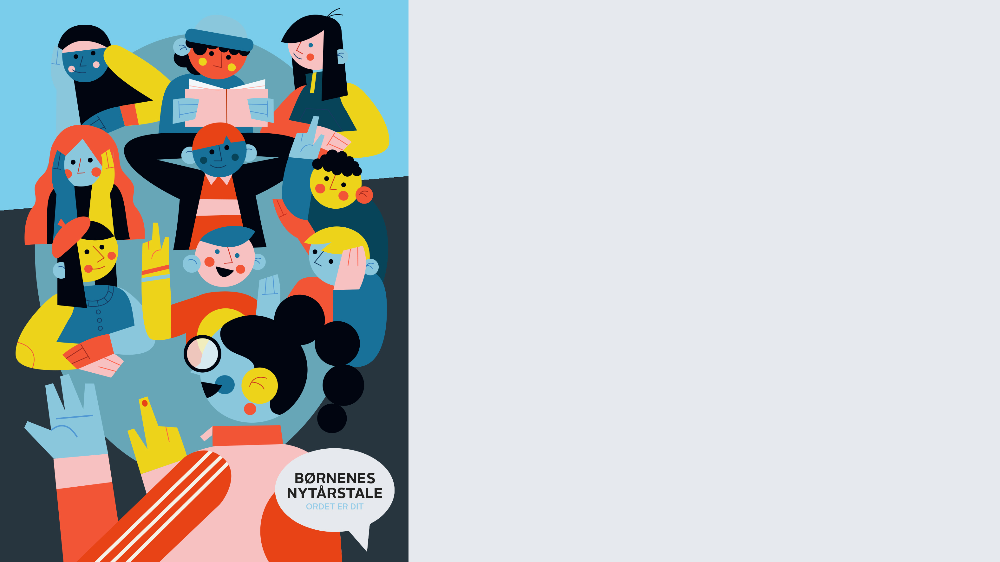 BØRNENES
NYTÅRSTALE
ORDET ER DIT